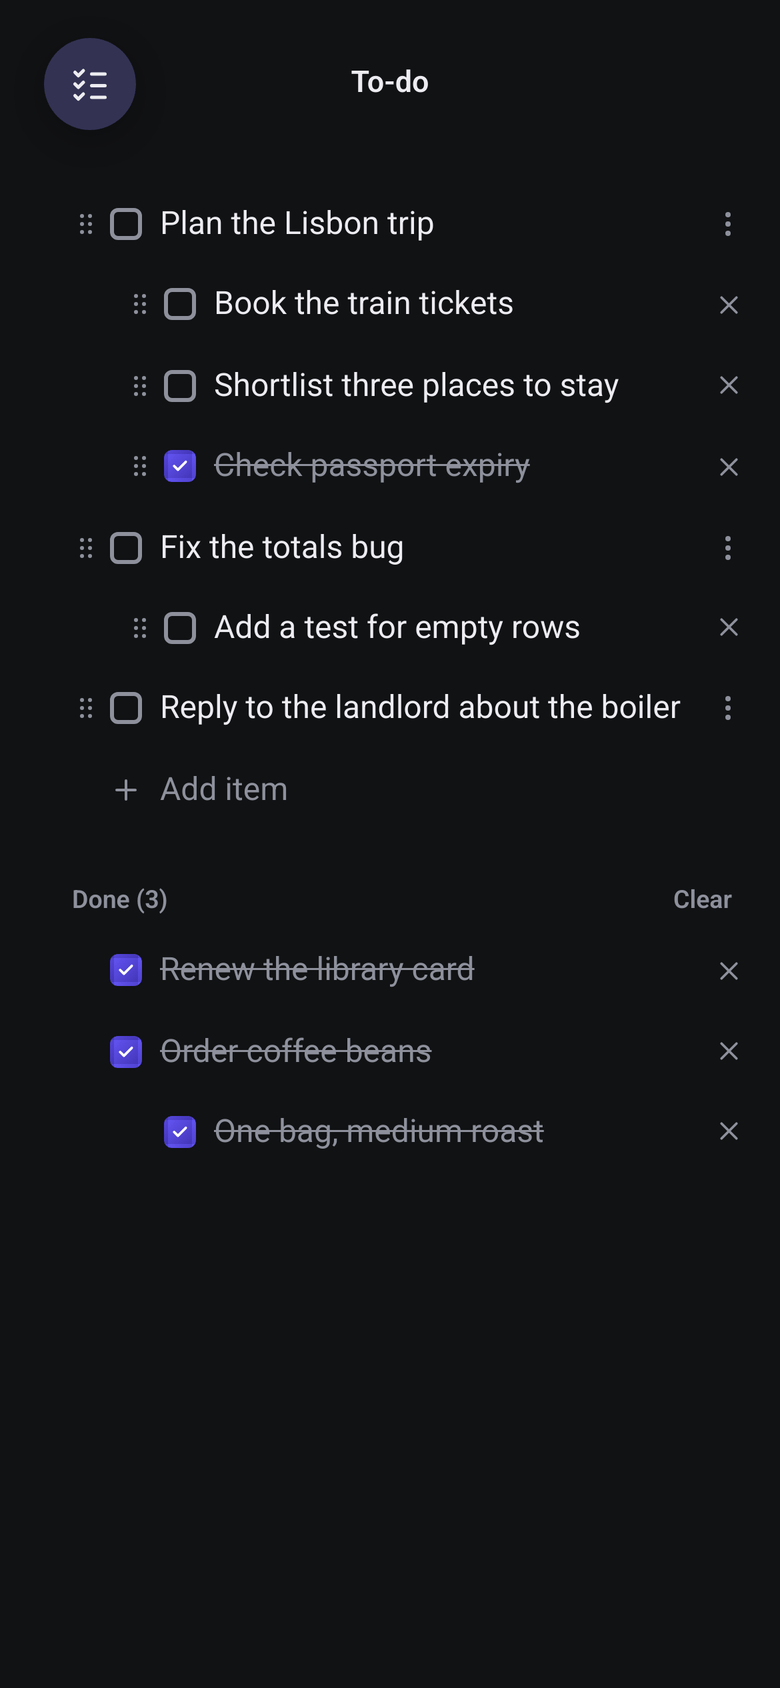 To-do
Plan the Lisbon trip
Book the train tickets
Shortlist three places to stay
Check passport expiry
Fix the totals bug
Add a test for empty rows
Reply to the landlord about the boiler
Add item
Done (3)
Clear
Renew the library card
Order coffee beans
One bag, medium roast